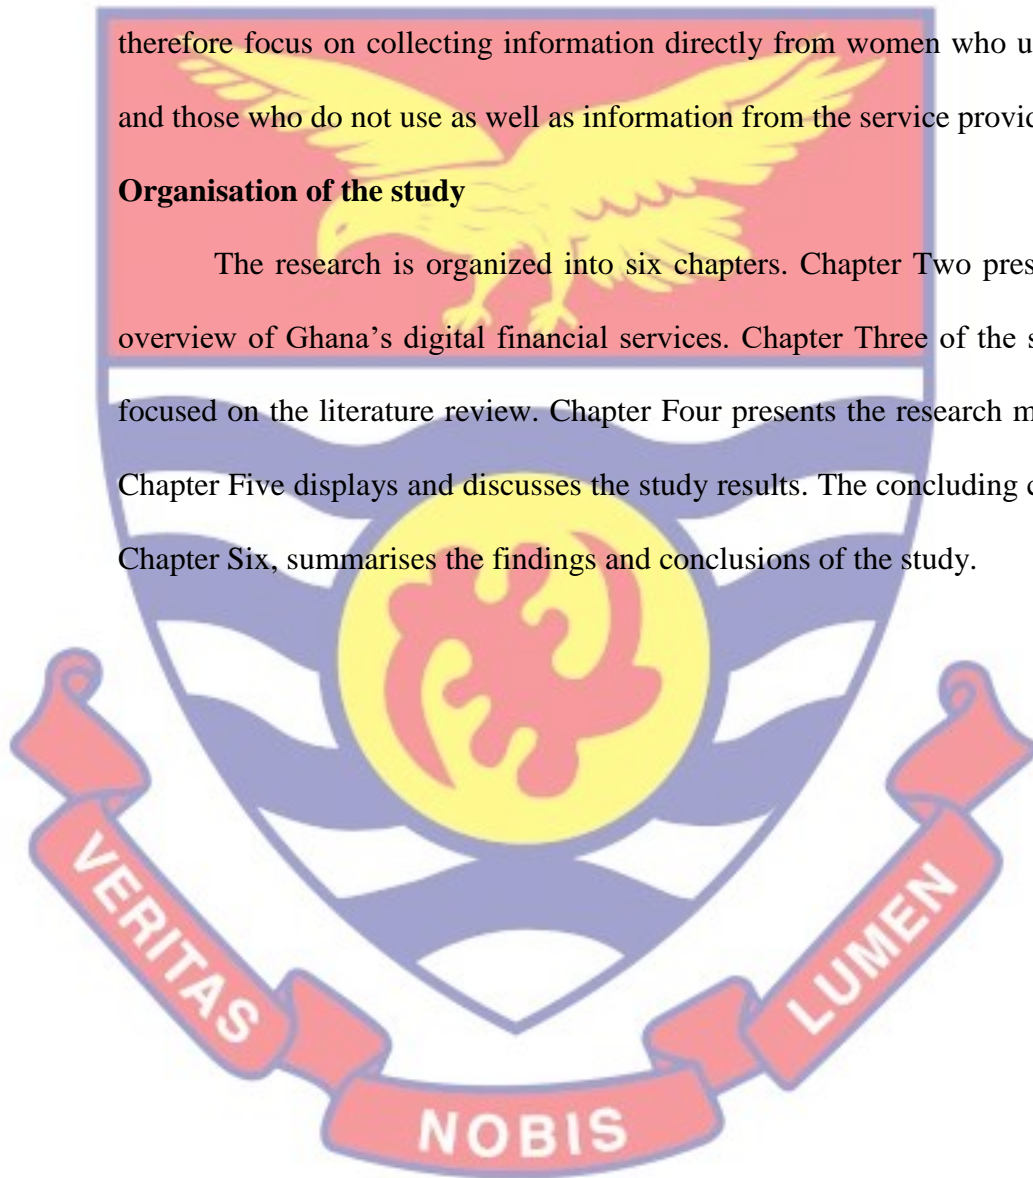 therefore focus on collecting information directly from women who u
and those who do not use as well as information from the service provid
Organisation of the study
The research is organized into six chapters. Chapter Two pres
overview of Ghana’s digital financial services. Chapter Three of the s
focused on the literature review. Chapter Four presents the research m
Chapter Five displays and discusses the study results. The concluding c
Chapter Six, summarises the findings and conclusions of the study.
VERITAS
NOBIS
LUMEN